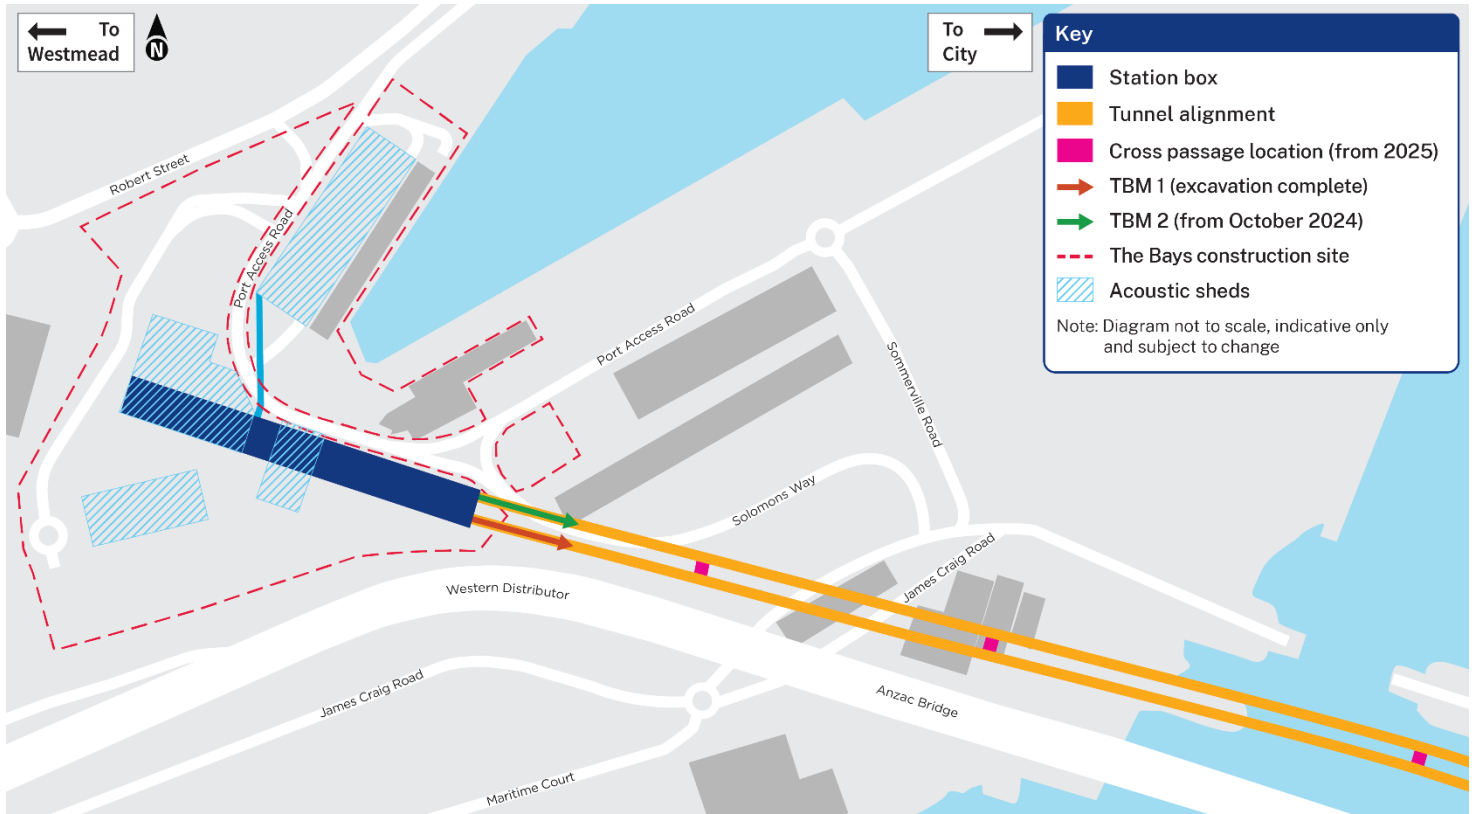 To
Westmead
N
To
City
Key
Station box
Tunnel alignment
Cross passage location (from 2025)
TBM 1 (excavation complete)
TBM 2 (from October 2024)
The Bays construction site
Acoustic sheds
Note: Diagram not to scale, indicative only
and subject to change
Robert Street
Port Access Road
Port Access Road
Sommerville Road
Solomons Way
James Craig Road
Western Distributor
James Craig Road
Anzac Bridge
Maritime Court